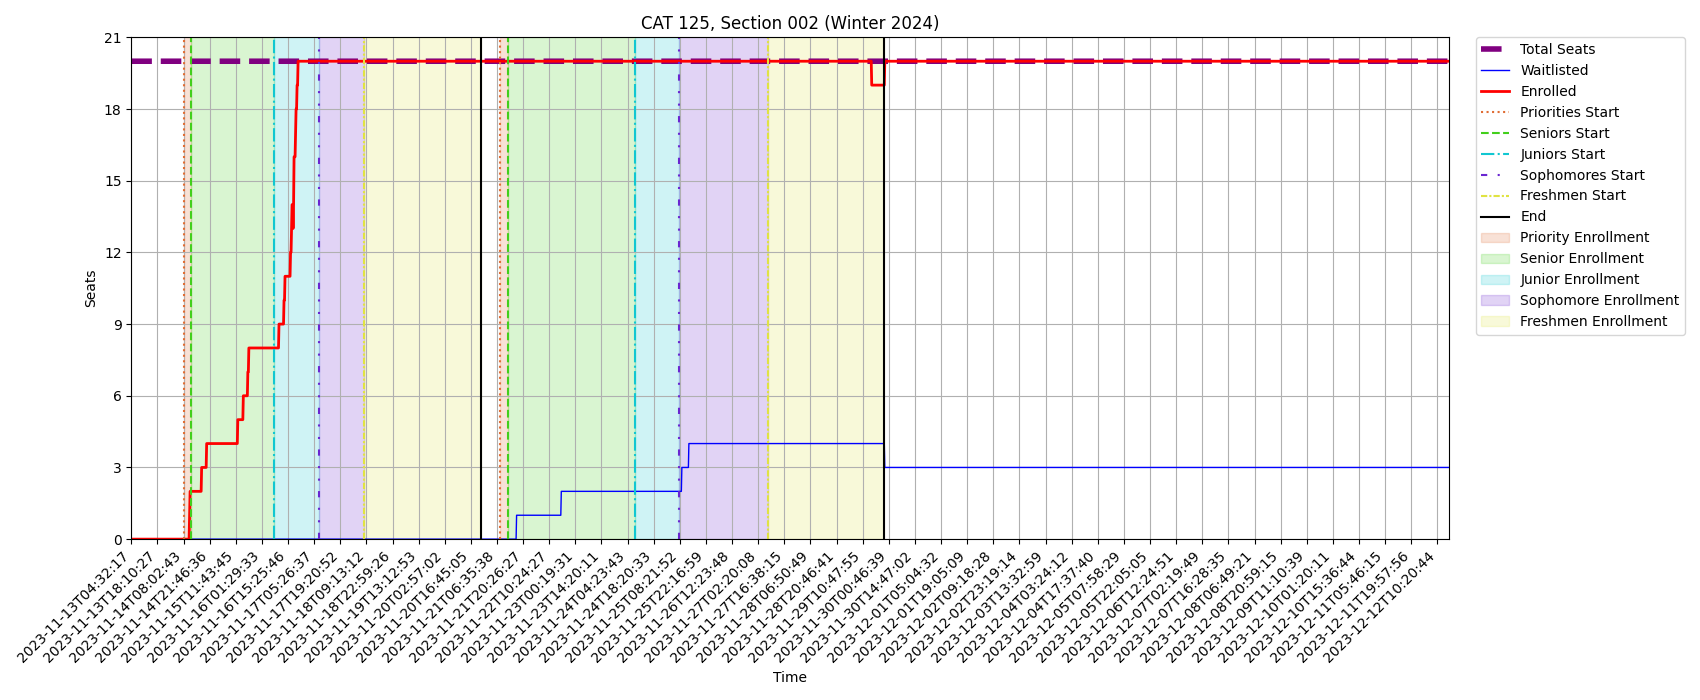 CAT 125, Section 002 (Winter 2024)
21
18
15
12
9
6
3
0
Seats
2023-11-13T04:32:17
2023-11-13T18:10:27
2023-11-14T08:02:43
2023-11-14T21:46:36
2023-11-15T11:43:45
2023-11-16T01:29:33
2023-11-16T15:25:46
2023-11-17T05:26:37
2023-11-17T19:20:52
2023-11-18T09:13:12
2023-11-18T22:59:26
2023-11-19T13:12:53
2023-11-20T02:57:02
2023-11-20T16:45:05
2023-11-21T06:35:38
2023-11-21T20:26:27
2023-11-22T10:24:27
2023-11-23T00:19:31
2023-11-23T14:20:11
2023-11-24T04:23:43
2023-11-24T18:20:33
2023-11-25T08:21:52
2023-11-25T22:16:59
2023-11-26T12:23:48
2023-11-27T02:20:08
2023-11-27T16:38:15
2023-11-28T06:50:49
2023-11-28T20:46:41
2023-11-29T10:47:55
2023-11-30T00:46:39
2023-11-30T14:47:02
2023-12-01T05:04:32
2023-12-01T19:05:09
2023-12-02T09:18:28
2023-12-02T23:19:14
2023-12-03T13:32:59
2023-12-04T03:24:12
2023-12-04T17:37:40
2023-12-05T07:58:29
2023-12-05T22:05:05
2023-12-06T12:24:51
2023-12-07T02:19:49
2023-12-07T16:28:35
2023-12-08T06:49:21
2023-12-08T20:59:15
2023-12-09T11:10:39
2023-12-10T01:20:11
2023-12-10T15:36:44
2023-12-11T05:46:15
2023-12-11T19:57:56
2023-12-12T10:20:44
Time
Total Seats
Waitlisted
Enrolled
Priorities Start
Seniors Start
Juniors Start
Sophomores Start
Freshmen Start
End
Priority Enrollment
Senior Enrollment
Junior Enrollment
Sophomore Enrollment
Freshmen Enrollment